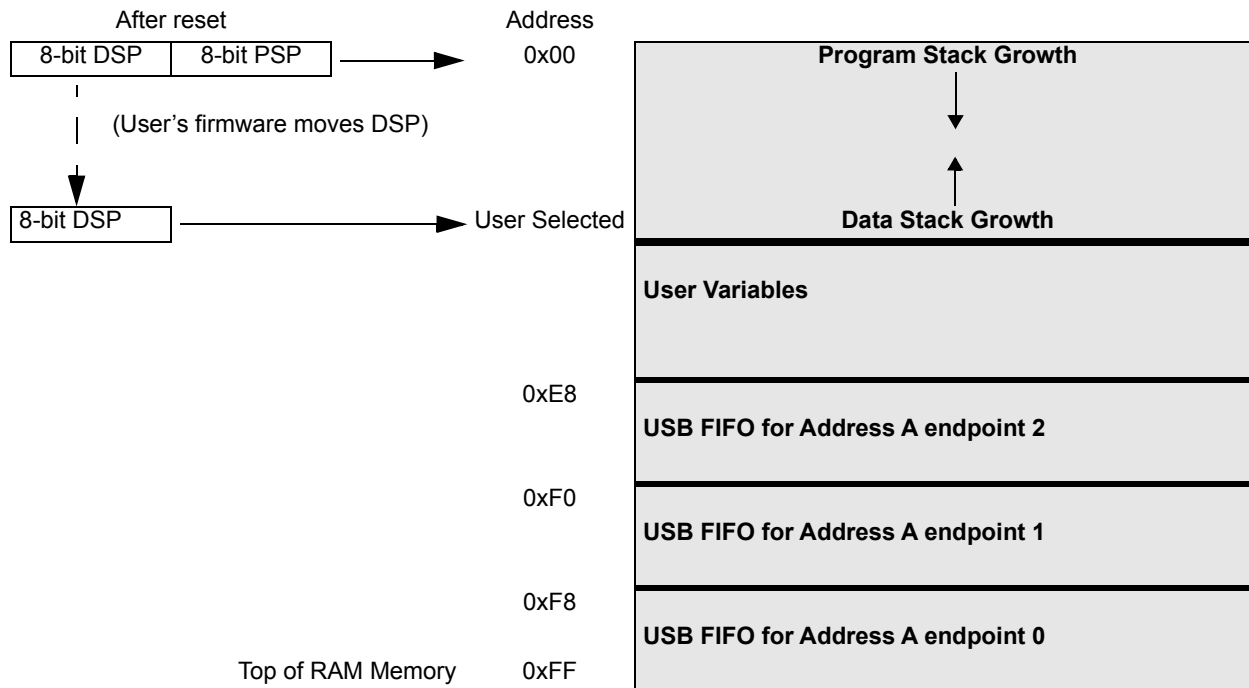 After reset Address
8-bit DSP 8-bit PSP 0x00 Program Stack Growth
(User’s firmware moves DSP)
8-bit DSP User Selected Data Stack Growth
User Variables
0xE8
USB FIFO for Address A endpoint 2
0xF0
USB FIFO for Address A endpoint 1
0xF8
USB FIFO for Address A endpoint 0
Top of RAM Memory 0xFF